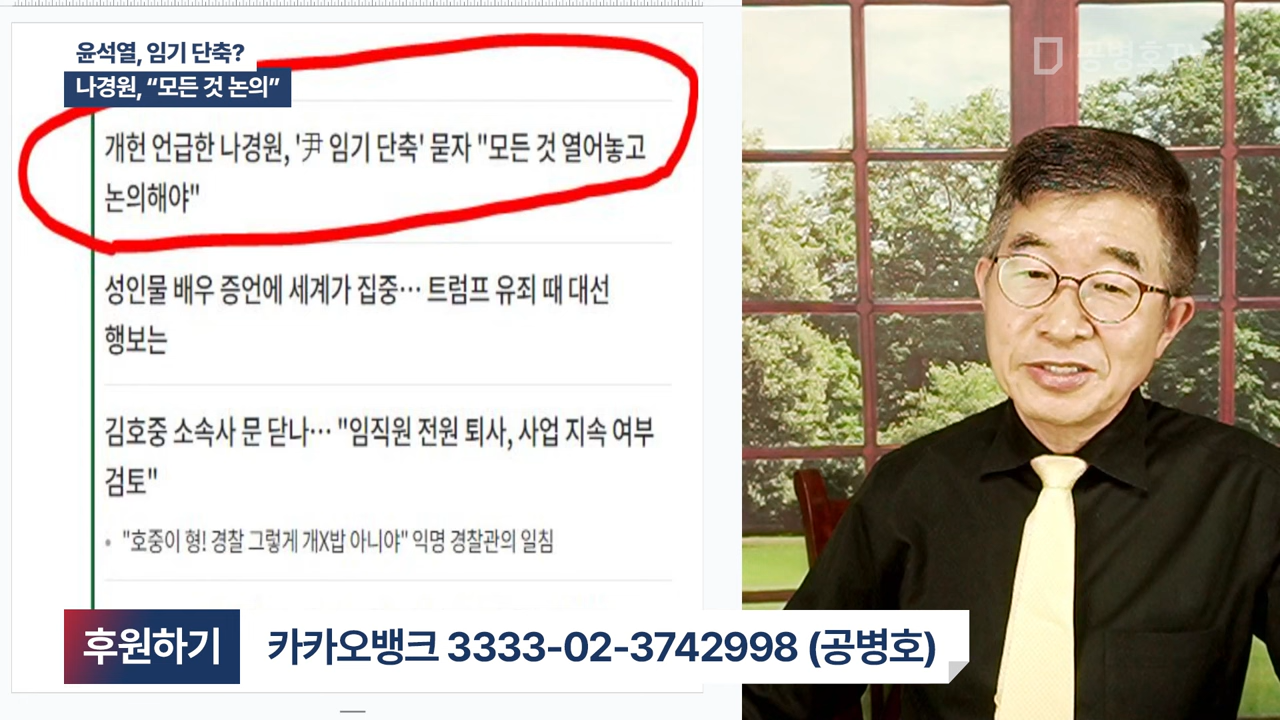 윤석열, 임기 단축?
나경원, “모든 것 논의”
공병호TV
개헌 언급한 나경원, '尹 임기 단축' 묻자 "모든 것 열어놓고
논의해야"
성인물 배우 증언에 세계가 집중… 트럼프 유죄 때 대선
행보는
김호중 소속사 문 닫나… "임직원 전원 퇴사, 사업 지속 여부
검토"
• "호중이 형! 경찰 그렇게 개X밥 아니야" 익명 경찰관의 일침
후원하기
카카오뱅크 3333-02-3742998 (공병호)